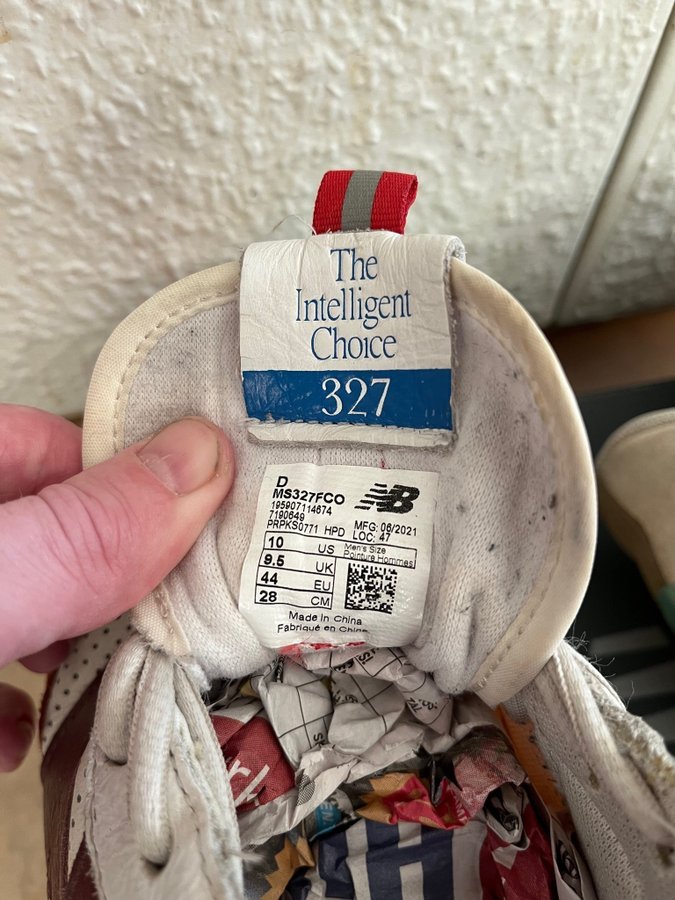 The
Intelligent
Choice
327
D
MS327FCO
NB
195907114674
7190649
PRPKS0771 HPD
MFG: 06/2021
LOC: 47
10 US
Men's Size
Pointure Hommes
9.5 UK
44 EU
28 CM
Made in China
Fabriqué en Chine
H